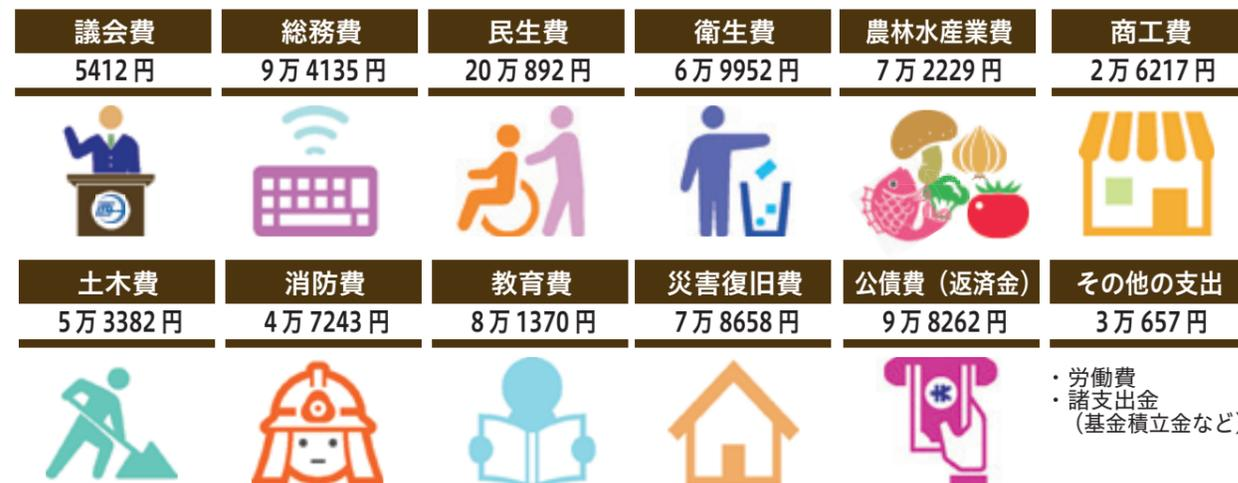 議会費 総務費 民生費 衛生費 農林水産業費 商工費
5412円 9万4135円 20万892円 6万9952円 7万2229円 2万6217円
土木費 消防費 教育費 災害復旧費 公債費（返済金） その他の支出
5万3382円 4万7243円 8万1370円 7万8658円 9万8262円 3万657円
・労働費
・諸支出金
（基金積立金など）